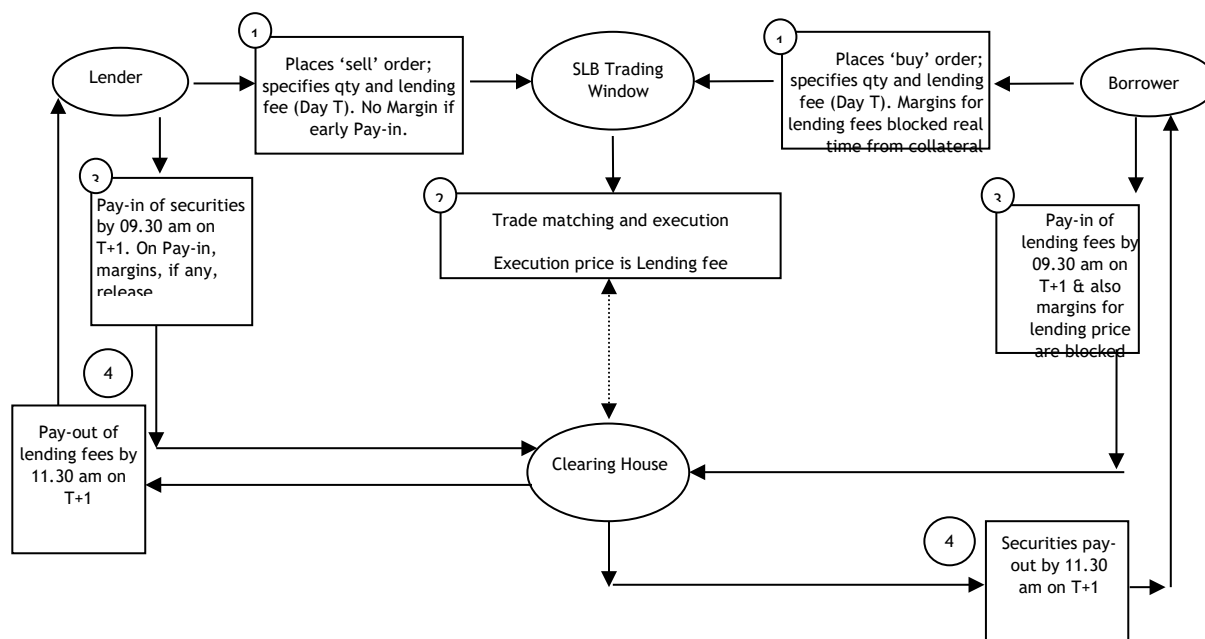 1
1
Lender
Places ‘sell’ order;
specifies qty and lending
fee (Day T). No Margin if
early Pay-in.
SLB Trading
Window
Places ‘buy’ order;
specifies qty and lending
fee (Day T). Margins for
lending fees blocked real
time from collateral
Borrower
3
Pay-in of securities
by 09.30 am on
T+1. On Pay-in,
margins, if any,
release
2
Trade matching and execution
Execution price is Lending fee
3
Pay-in of
lending fees by
09.30 am on
T+1 & also
margins for
lending price
are blocked
4
Pay-out of
lending fees by
11.30 am on
T+1
Clearing House
4
Securities pay-
out by 11.30
am on T+1